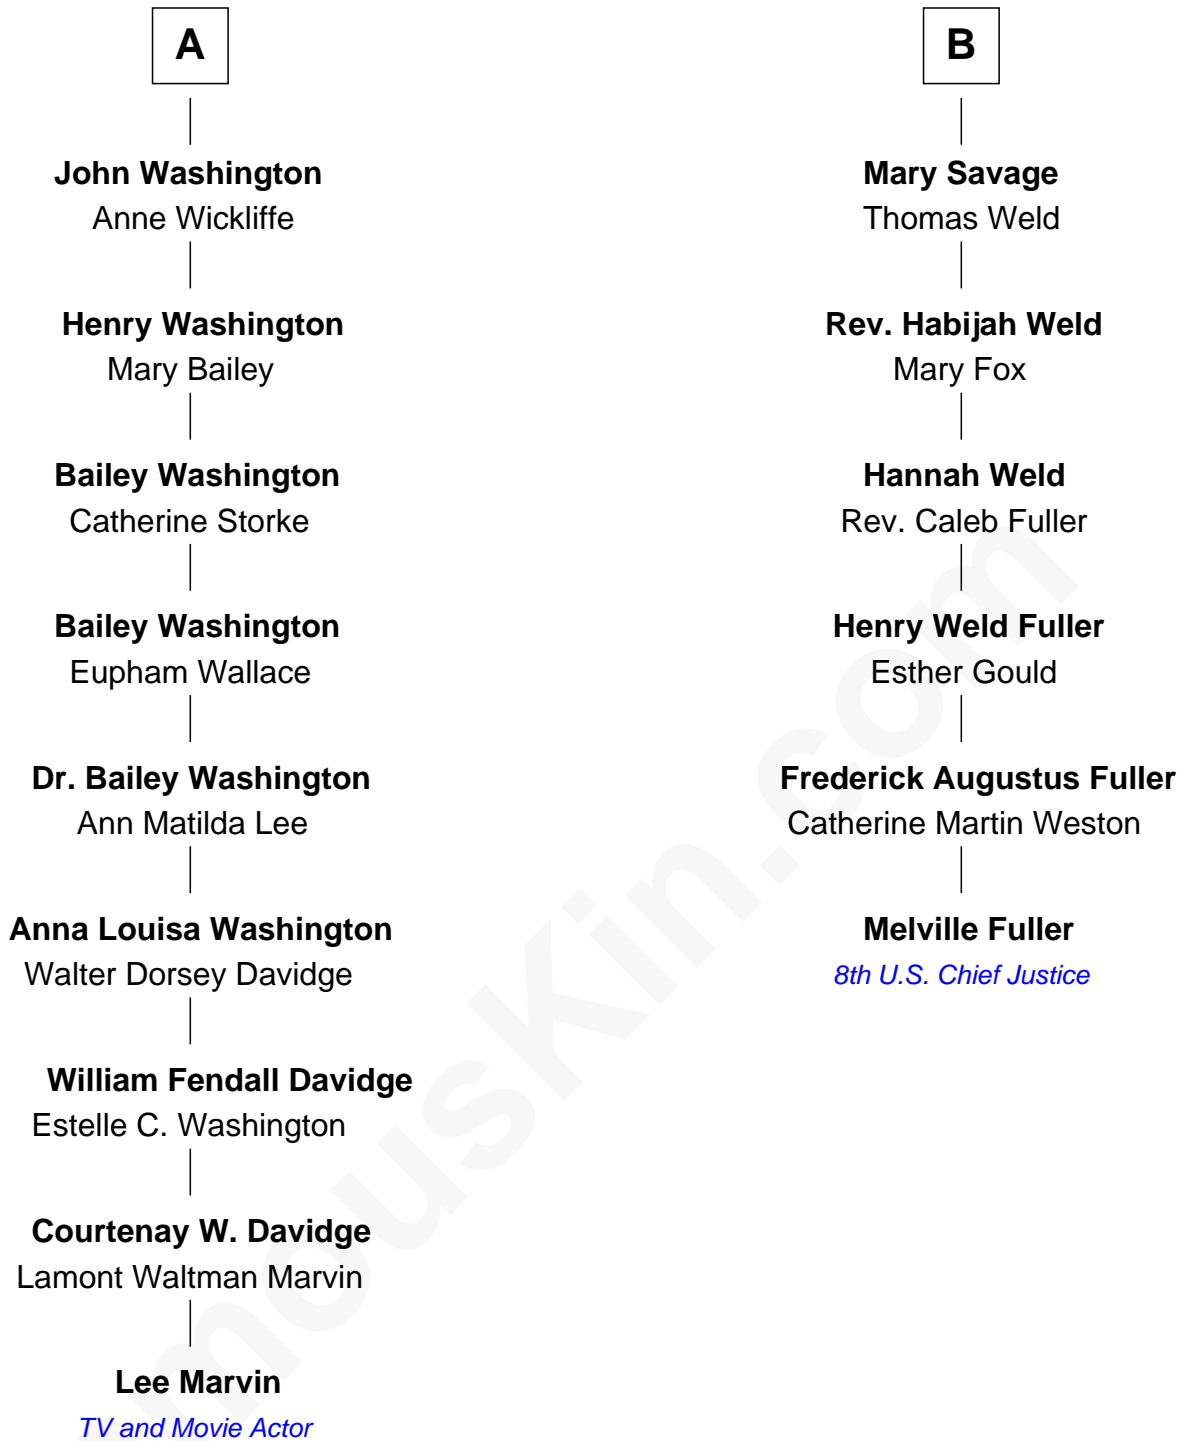 A
John Washington
Anne Wickliffe
Henry Washington
Mary Bailey
Bailey Washington
Catherine Storke
Bailey Washington
Eupham Wallace
Dr. Bailey Washington
Ann Matilda Lee
Anna Louisa Washington
Walter Dorsey Davidge
William Fendall Davidge
Estelle C. Washington
Courtenay W. Davidge
Lamont Waltman Marvin
Lee Marvin
TV and Movie Actor
B
Mary Savage
Thomas Weld
Rev. Habijah Weld
Mary Fox
Hannah Weld
Rev. Caleb Fuller
Henry Weld Fuller
Esther Gould
Frederick Augustus Fuller
Catherine Martin Weston
Melville Fuller
8th U.S. Chief Justice
mousKin.com